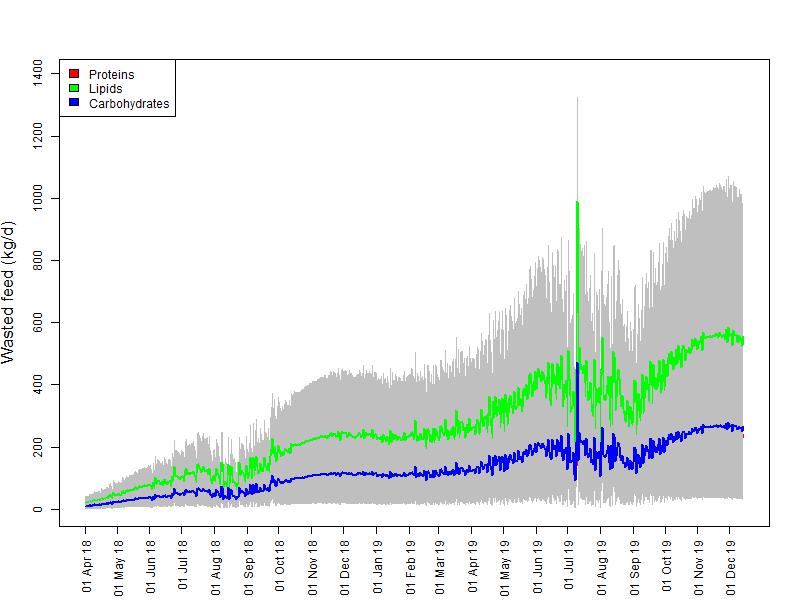 Proteins
Lipids
Carbohydrates
Wasted feed (kg/d)
1400
1200
1000
800
600
400
200
0
01 Apr 18
01 May 18
01 Jun 18
01 Jul 18
01 Aug 18
01 Sep 18
01 Oct 18
01 Nov 18
01 Dec 18
01 Jan 19
01 Feb 19
01 Mar 19
01 Apr 19
01 May 19
01 Jun 19
01 Jul 19
01 Aug 19
01 Sep 19
01 Oct 19
01 Nov 19
01 Dec 19